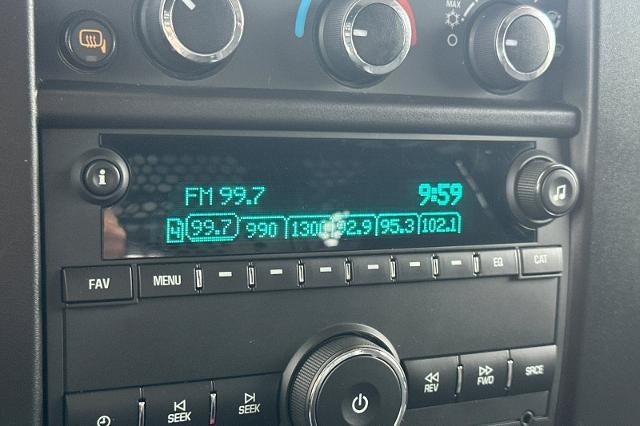 MAX
FM 99.7 9:59
4 99.7 990 1300 92.9 95.3 102.1
FAV MENU EQ CAT
SEEK SEEK REV FWD SRCE